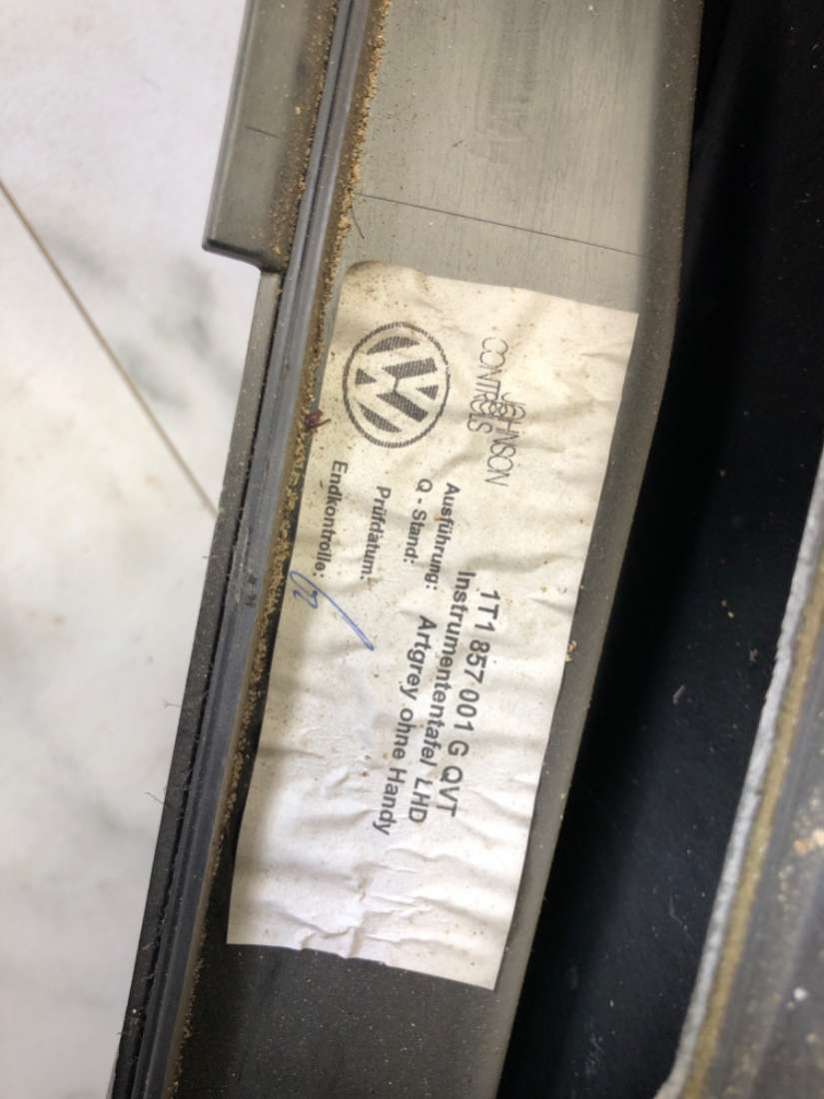 JOHNSON
CONTROLS
1T1 857 001 G QVT
Instrumententafel LHD
Ausführung: Artgrey ohne Handy
Q - Stand:
Prüfdatum:
Endkontrolle: